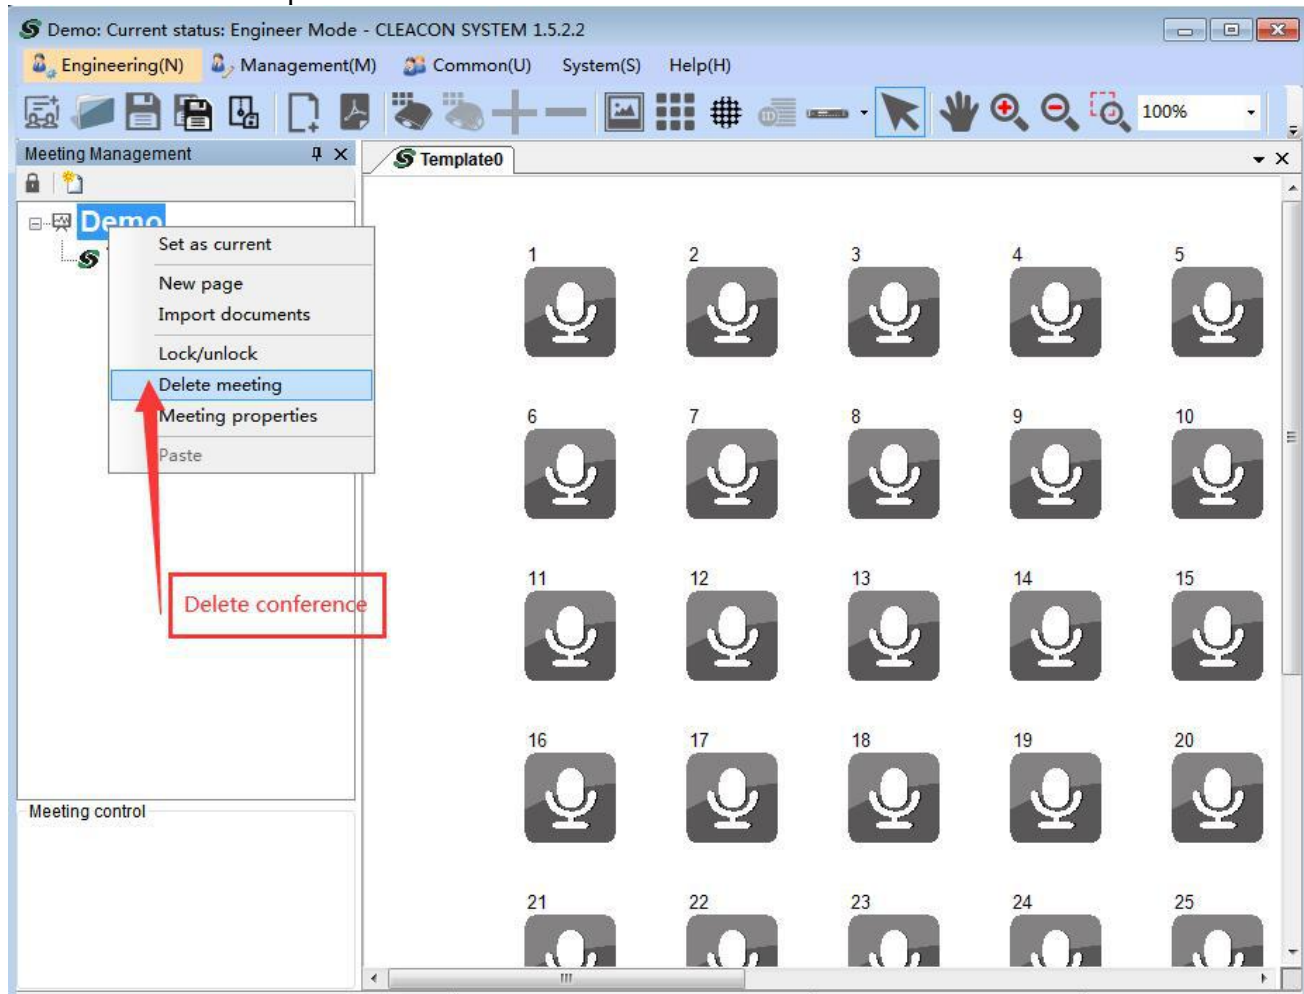 Demo: Current status: Engineer Mode - CLEACON SYSTEM 1.5.2.2
Engineering(N) Management(M) Common(U) System(S) Help(H)
100%
Meeting Management
Template0
Demo
Set as current
New page
Import documents
Lock/unlock
Delete meeting
Meeting properties
Paste
Delete conference
Meeting control
1 2 3 4 5
6 7 8 9 10
11 12 13 14 15
16 17 18 19 20
21 22 23 24 25